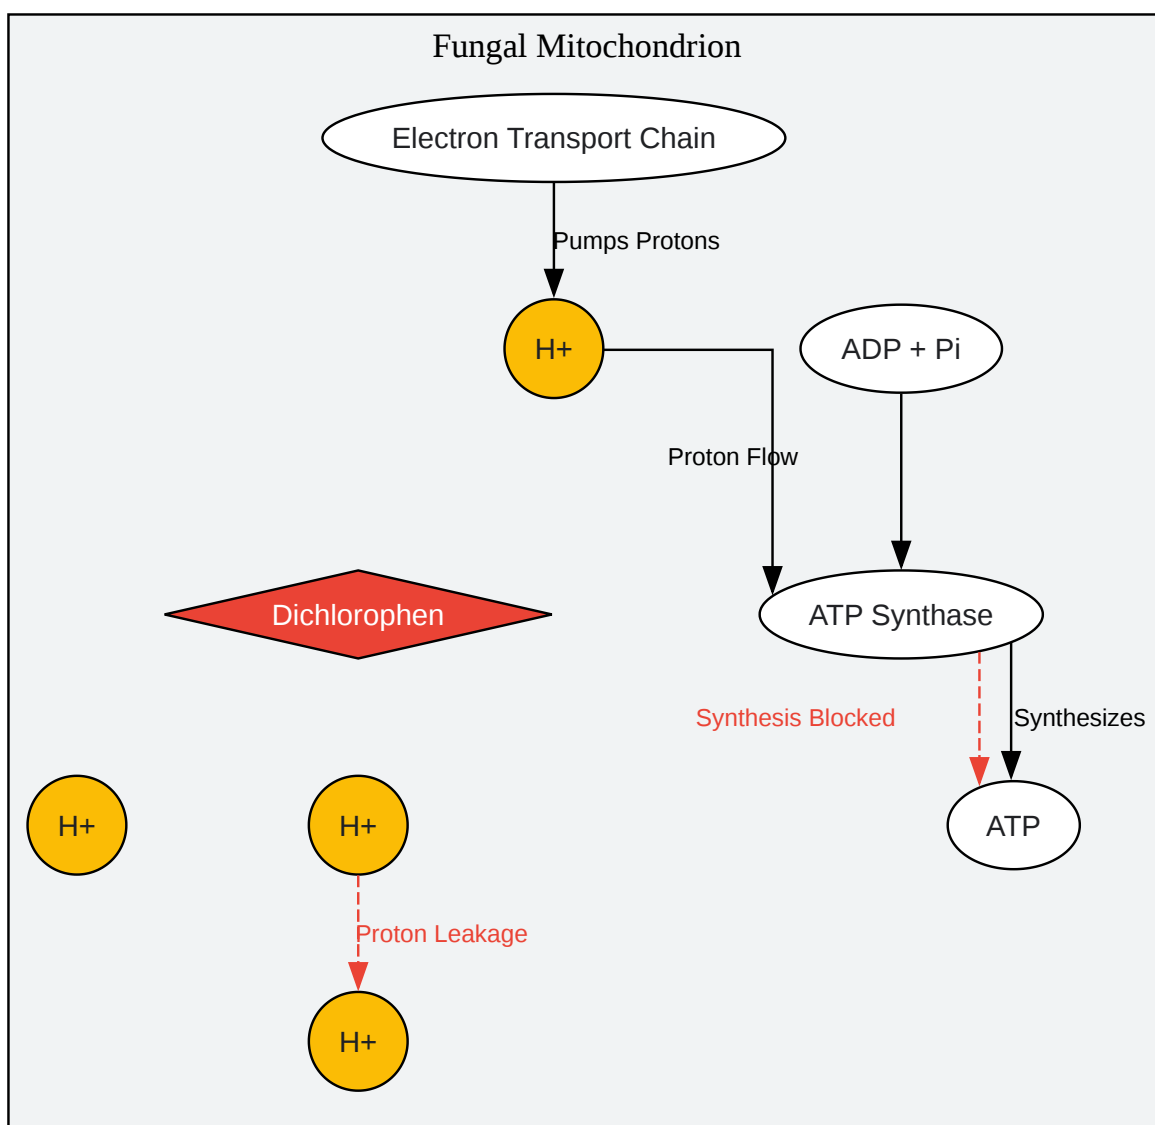 Fungal Mitochondrion
Electron Transport Chain
Pumps Protons
H+
ADP + Pi
Proton Flow
Dichlorophen
ATP Synthase
Synthesis Blocked
Synthesizes
H+
H+
ATP
Proton Leakage
H+